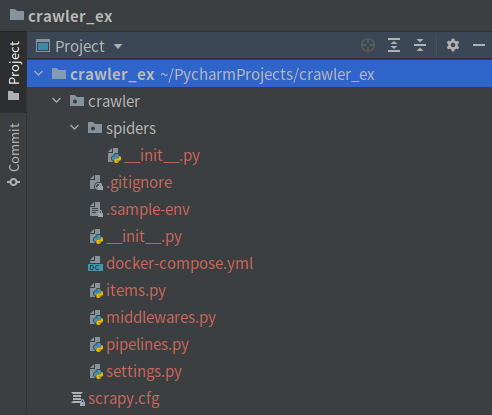 crawler_ex
Project
Project
Commit
crawler_ex ~/PycharmProjects/crawler_ex
crawler
spiders
__init__.py
.gitignore
.sample-env
__init__.py
DC docker-compose.yml
items.py
middlewares.py
pipelines.py
settings.py
scrapy.cfg